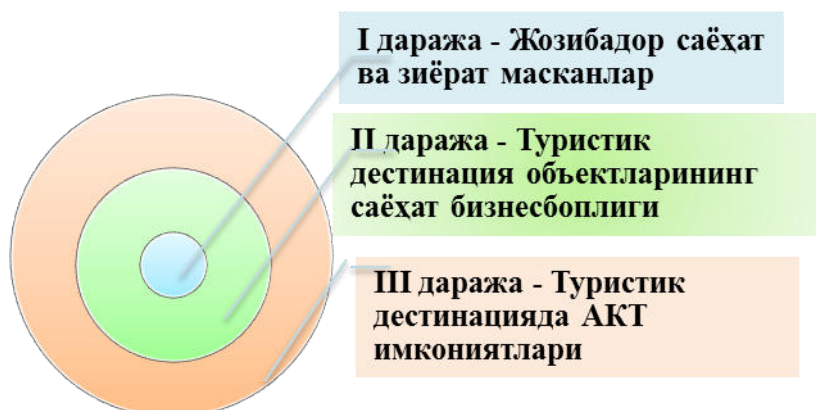 I даража - Жозибадор саёҳат
ва зиёрат масканлар
II даража - Туристик
дестинация объектларининг
саёҳат бизнесбоплиги
III даража - Туристик
дестинацияда АКТ
имкониятлари